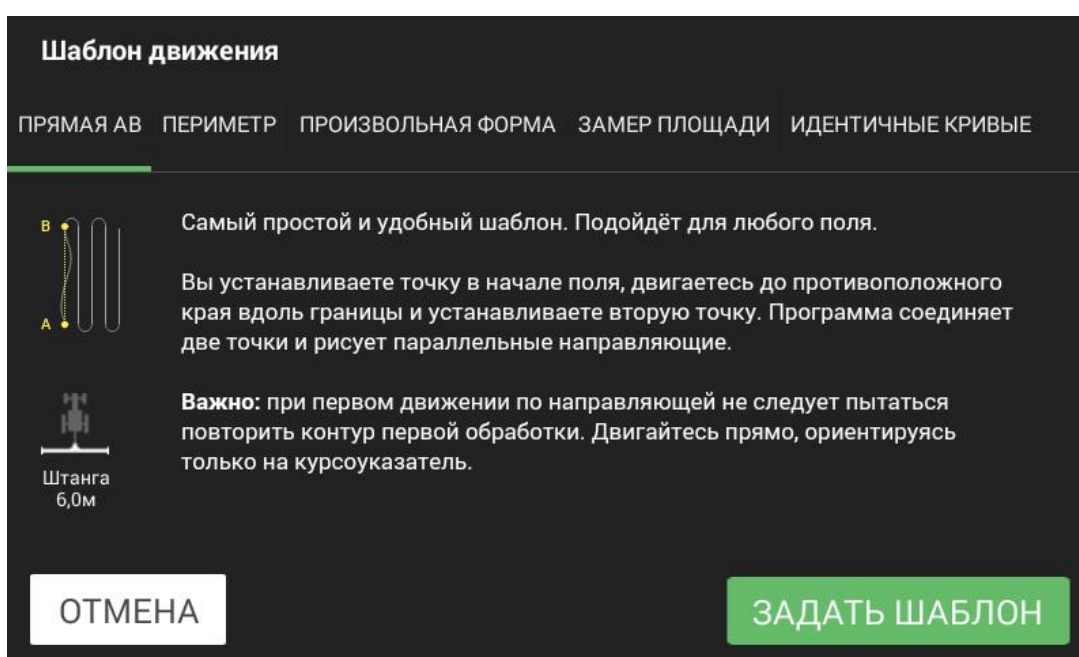 Шаблон движения
ПРЯМАЯ АВ ПЕРИМЕТР ПРОИЗВОЛЬНАЯ ФОРМА ЗАМЕР ПЛОЩАДИ ИДЕНТИЧНЫЕ КРИВЫЕ
B
A
Самый простой и удобный шаблон. Подойдёт для любого поля.
Вы устанавливаете точку в начале поля, двигаетесь до противоположного
края вдоль границы и устанавливаете вторую точку. Программа соединяет
две точки и рисует параллельные направляющие.
Важно: при первом движении по направляющей не следует пытаться
повторить контур первой обработки. Двигайтесь прямо, ориентируясь
только на курсоуказатель.
Штанга
6,0м
ОТМЕНА
ЗАДАТЬ ШАБЛОН